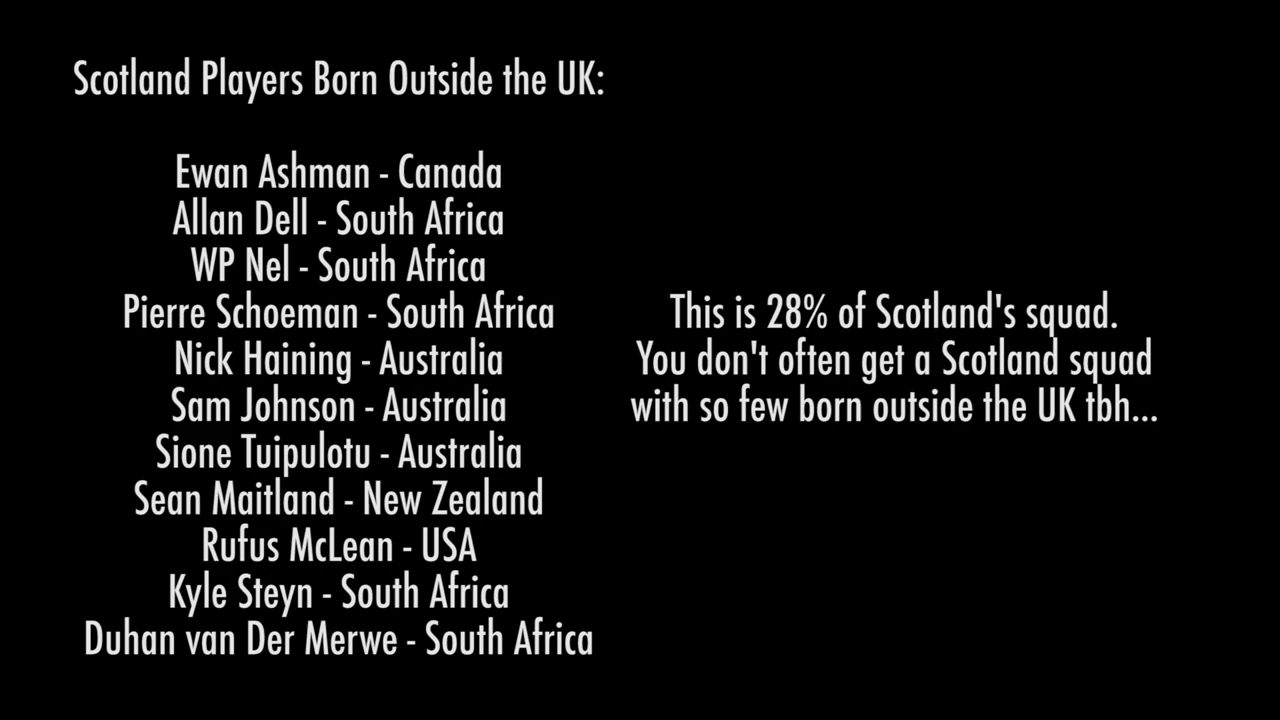 Scotland Players Born Outside the UK:
Ewan Ashman - Canada
Allan Dell - South Africa
WP Nel - South Africa
Pierre Schoeman - South Africa
Nick Haining - Australia
Sam Johnson - Australia
Sione Tuipulotu - Australia
Sean Maitland - New Zealand
Rufus McLean - USA
Kyle Steyn - South Africa
Duhan van Der Merwe - South Africa
This is 28% of Scotland's squad.
You don't often get a Scotland squad
with so few born outside the UK tbh...